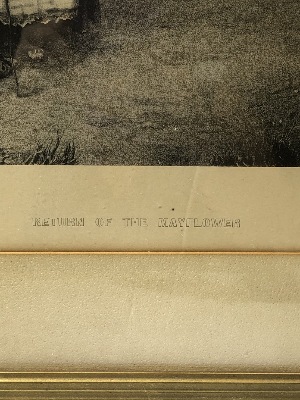 RETURN OF THE MAYFLOWER